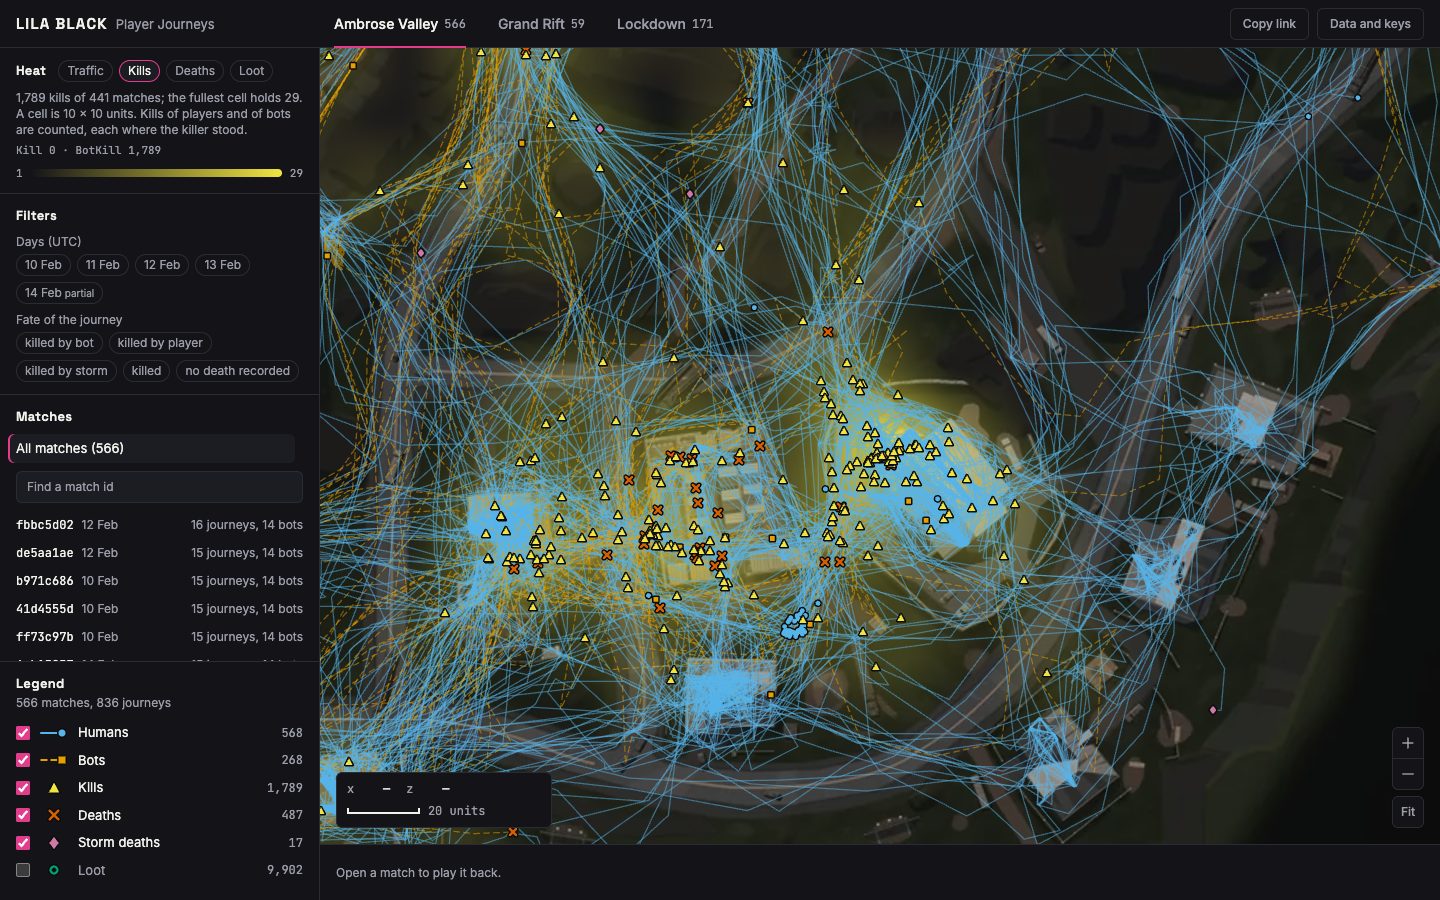 LILA BLACK Player Journeys
Ambrose Valley 566
Grand Rift 59
Lockdown 171
Copy link
Data and keys
Heat
Traffic
Kills
Deaths
Loot
1,789 kills of 441 matches; the fullest cell holds 29.
A cell is 10 × 10 units. Kills of players and of bots
are counted, each where the killer stood.
Kill 0 · BotKill 1,789
1
29
Filters
Days (UTC)
10 Feb
11 Feb
12 Feb
13 Feb
14 Feb partial
Fate of the journey
killed by bot
killed by player
killed by storm
killed
no death recorded
Matches
All matches (566)
Find a match id
fbbc5d02 12 Feb 16 journeys, 14 bots
de5aa1ae 12 Feb 15 journeys, 14 bots
b971c686 10 Feb 15 journeys, 14 bots
41d4555d 10 Feb 15 journeys, 14 bots
ff73c97b 10 Feb 15 journeys, 14 bots
Legend
566 matches, 836 journeys
Humans 568
Bots 268
Kills 1,789
Deaths 487
Storm deaths 17
Loot 9,902
x – z –
20 units
+
−
Fit
Open a match to play it back.